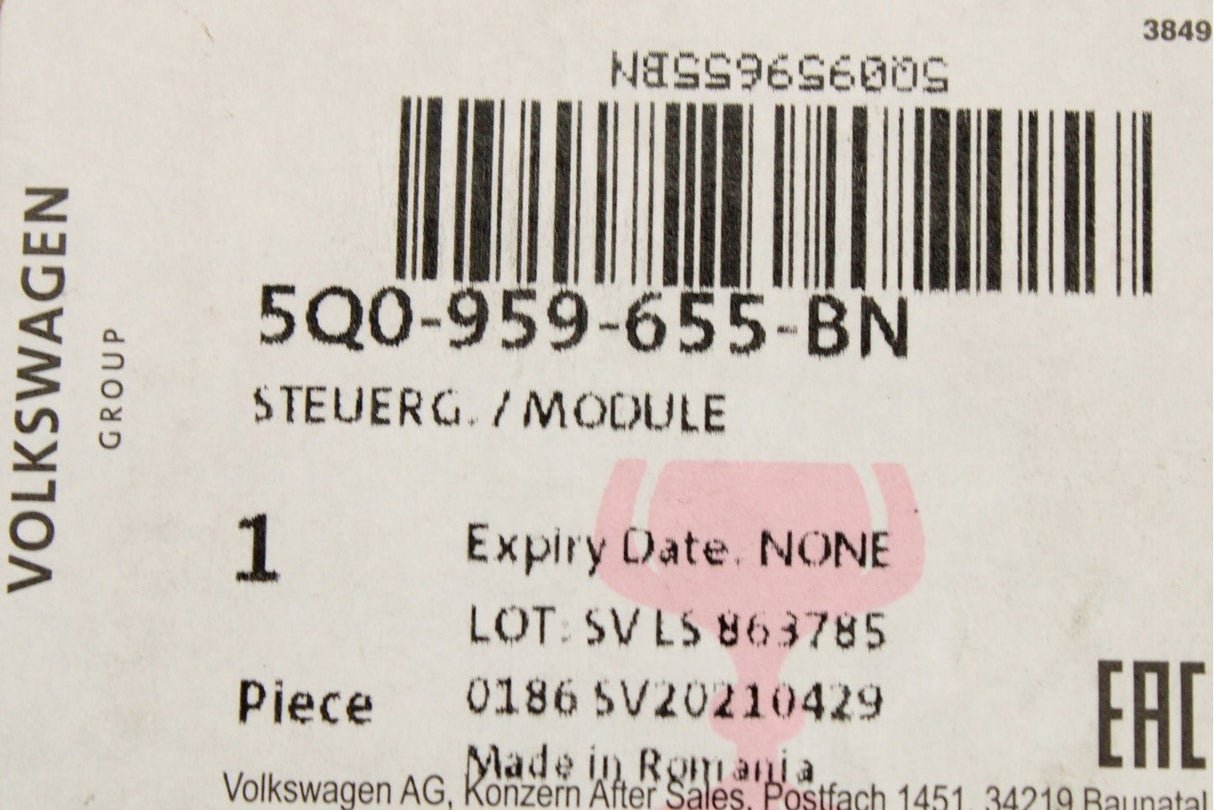 3849
5Q0959655BN
5Q0-959-655-BN
STEUERG. / MODULE
VOLKSWAGEN
GROUP
1
Expiry Date. NONE
LOT: SV LS 863785
Piece
0186 SV20210429
Made in Romania
EAC
Volkswagen AG, Konzern After Sales, Postfach 1451, 34219 Baunatal